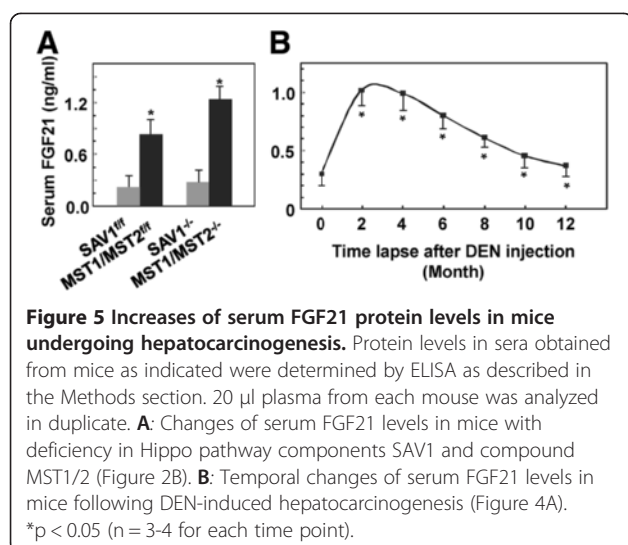 A
Serum FGF21 (ng/ml)
1.2
0.6
0.0
SAV1f/f
MST1/MST2f/f
SAV1-/-
MST1/MST2-/-
* *
B
1.0
0.5
0
* * * * * *
0 2 4 6 8 10 12
Time lapse after DEN injection
(Month)
Figure 5 Increases of serum FGF21 protein levels in mice
undergoing hepatocarcinogenesis. Protein levels in sera obtained
from mice as indicated were determined by ELISA as described in
the Methods section. 20 μl plasma from each mouse was analyzed
in duplicate. A: Changes of serum FGF21 levels in mice with
deficiency in Hippo pathway components SAV1 and compound
MST1/2 (Figure 2B). B: Temporal changes of serum FGF21 levels in
mice following DEN-induced hepatocarcinogenesis (Figure 4A).
*p < 0.05 (n = 3-4 for each time point).